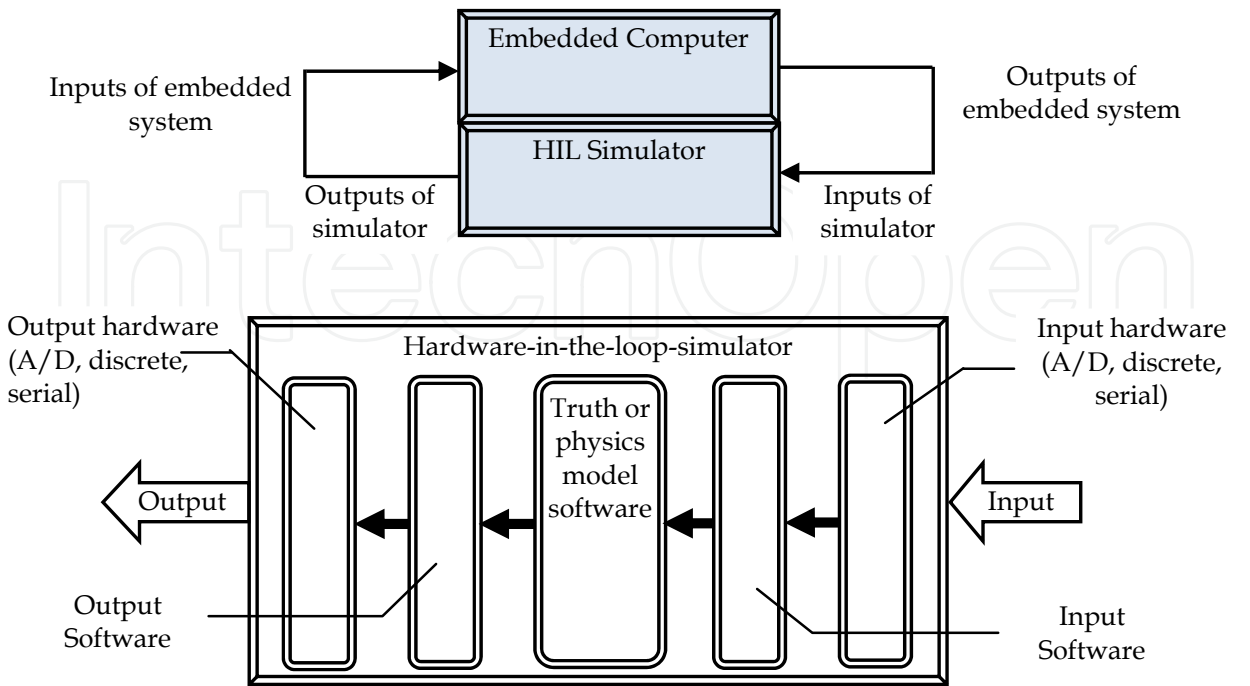 Embedded Computer
Inputs of embedded
system
Outputs of
embedded system
HIL Simulator
Outputs of
simulator
Inputs of
simulator
IntechOpen
Output hardware
(A/D, discrete,
serial)
Hardware-in-the-loop-simulator
Input hardware
(A/D, discrete,
serial)
Truth or
physics
model
software
Output
Input
Output
Software
Input
Software